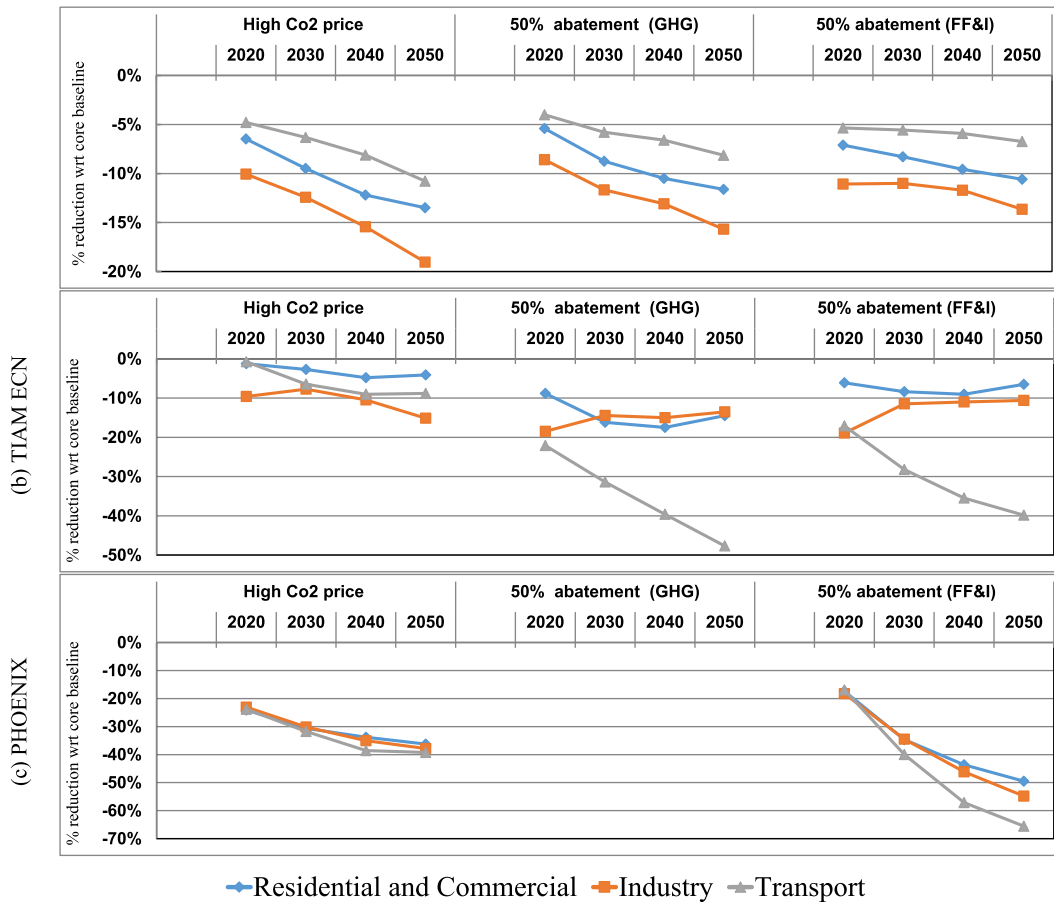 High Co2 price 50% abatement (GHG) 50% abatement (FF&I)
2020 2030 2040 2050 2020 2030 2040 2050 2020 2030 2040 2050
% reduction wrt core baseline
0%
-5%
-10%
-15%
-20%
(b) TIAM ECN
High Co2 price 50% abatement (GHG) 50% abatement (FF&I)
2020 2030 2040 2050 2020 2030 2040 2050 2020 2030 2040 2050
% reduction wrt core baseline
0%
-10%
-20%
-30%
-40%
-50%
(c) PHOENIX
High Co2 price 50% abatement (GHG) 50% abatement (FF&I)
2020 2030 2040 2050 2020 2030 2040 2050 2020 2030 2040 2050
% reduction wrt core baseline
0%
-10%
-20%
-30%
-40%
-50%
-60%
-70%
Residential and Commercial Industry Transport